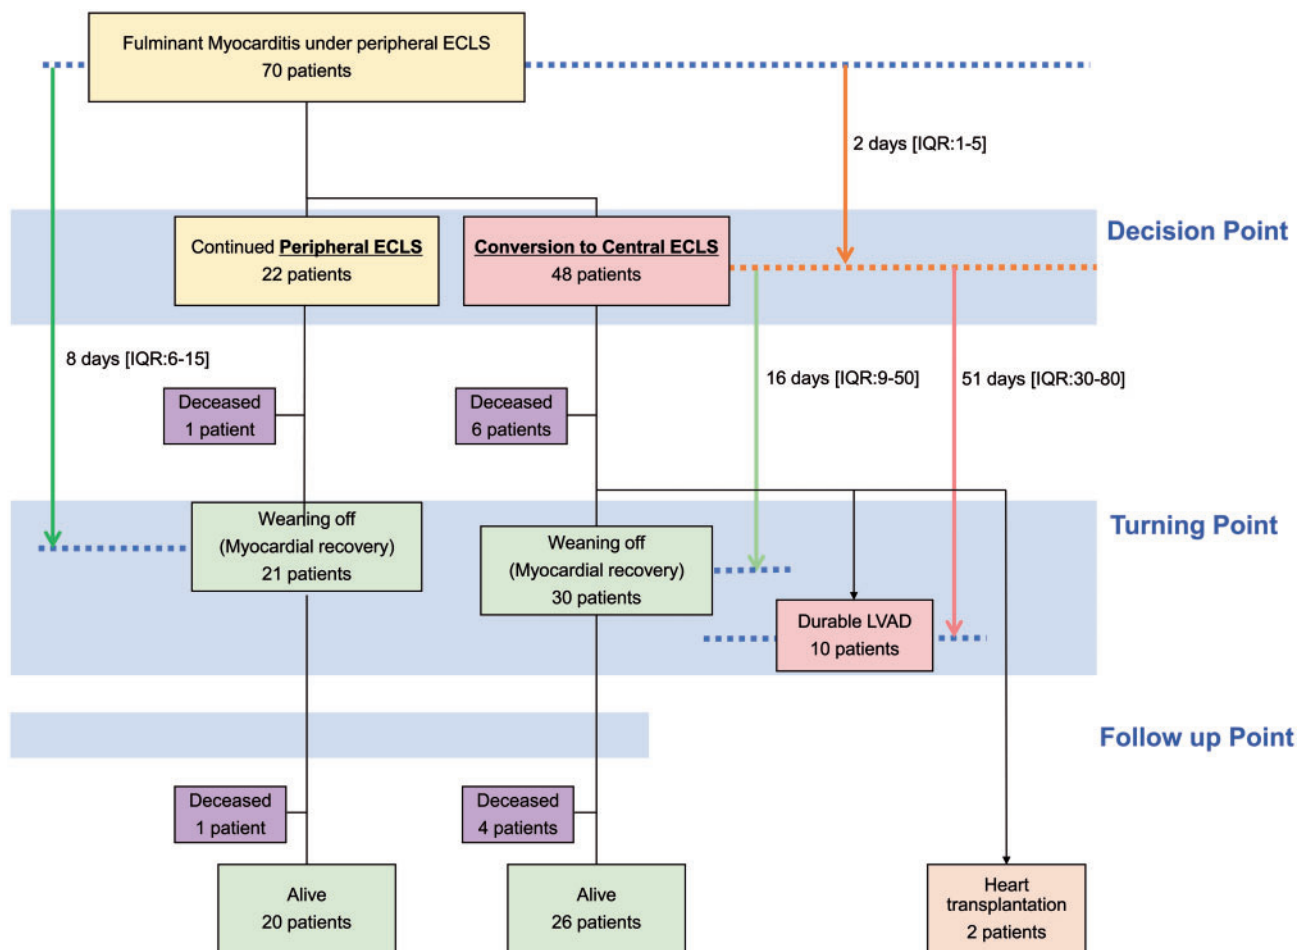 Fulminant Myocarditis under peripheral ECLS
70 patients
2 days [IQR:1-5]
Decision Point
Continued Peripheral ECLS
22 patients
Conversion to Central ECLS
48 patients
8 days [IQR:6-15]
16 days [IQR:9-50]
51 days [IQR:30-80]
Deceased
1 patient
Deceased
6 patients
Turning Point
Weaning off
(Myocardial recovery)
21 patients
Weaning off
(Myocardial recovery)
30 patients
Durable LVAD
10 patients
Follow up Point
Deceased
1 patient
Deceased
4 patients
Alive
20 patients
Alive
26 patients
Heart
transplantation
2 patients